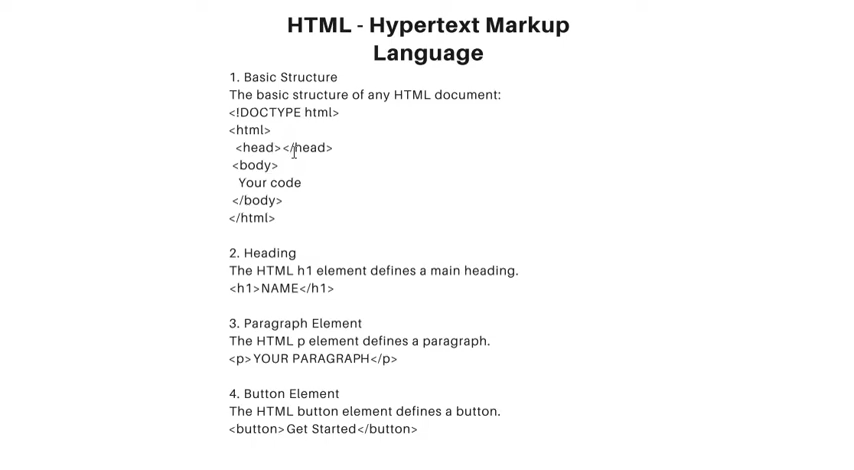 HTML - Hypertext Markup
Language
1. Basic Structure
The basic structure of any HTML document:
<!DOCTYPE html>
<html>
<head></head>
<body>
Your code
</body>
</html>
2. Heading
The HTML h1 element defines a main heading.
<h1>NAME</h1>
3. Paragraph Element
The HTML p element defines a paragraph.
<p>YOUR PARAGRAPH</p>
4. Button Element
The HTML button element defines a button.
<button>Get Started</button>